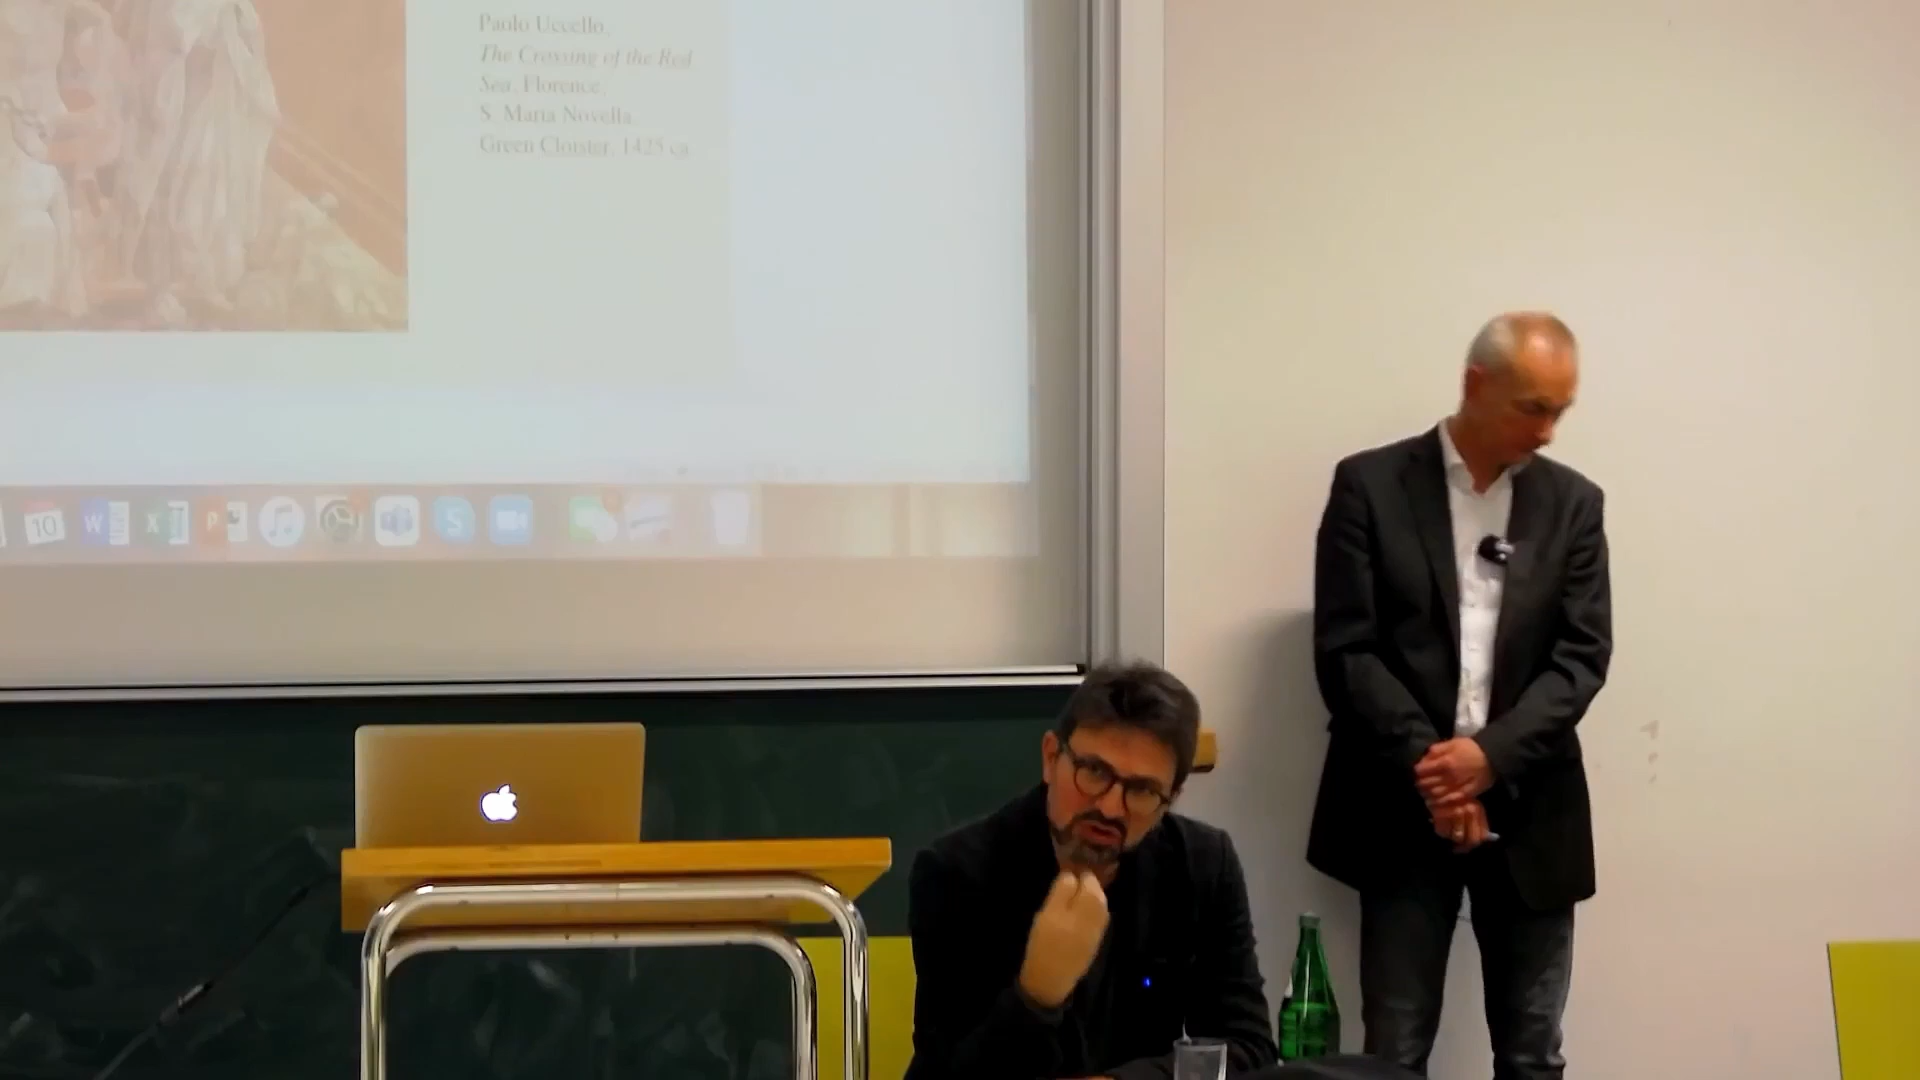 Paolo Uccello,
The Crossing of the Red
Sea, Florence,
S. Maria Novella,
Green Cloister, 1425 ca.
10
W
X
P
S